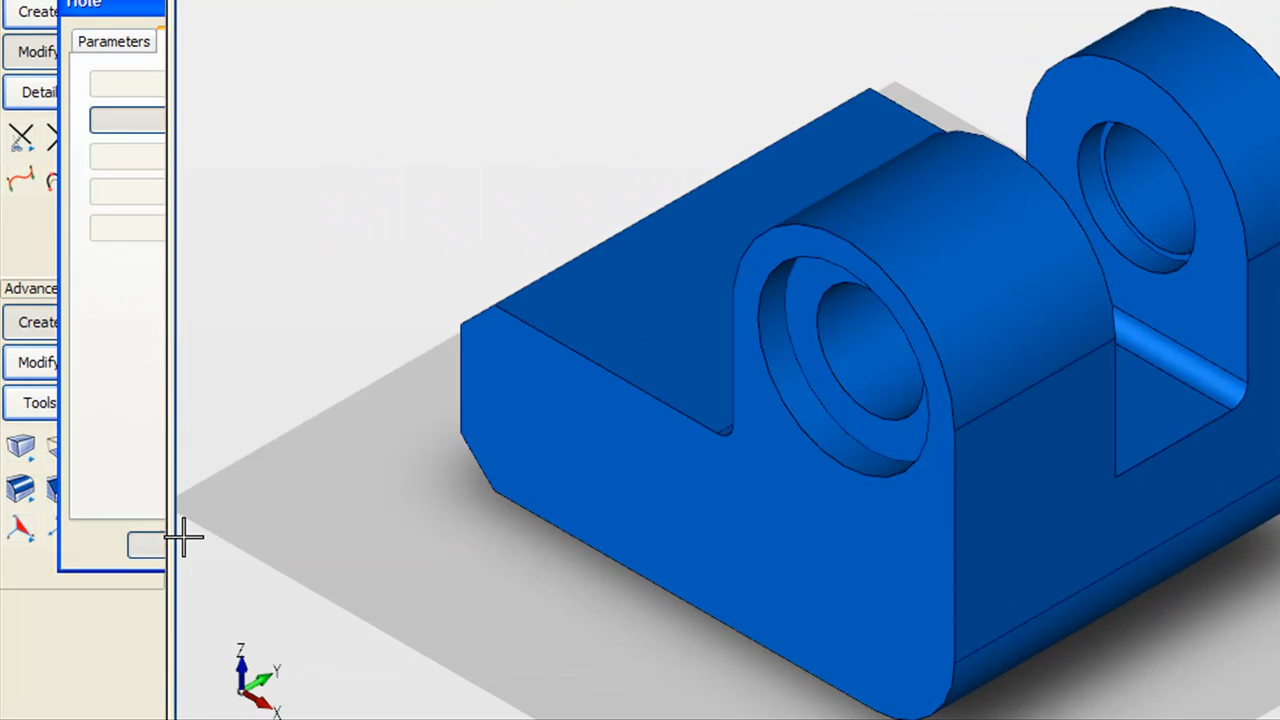 Create
Hole
Parameters
Modify
Detail
Advance
Create
Modify
Tools
Z
Y
X